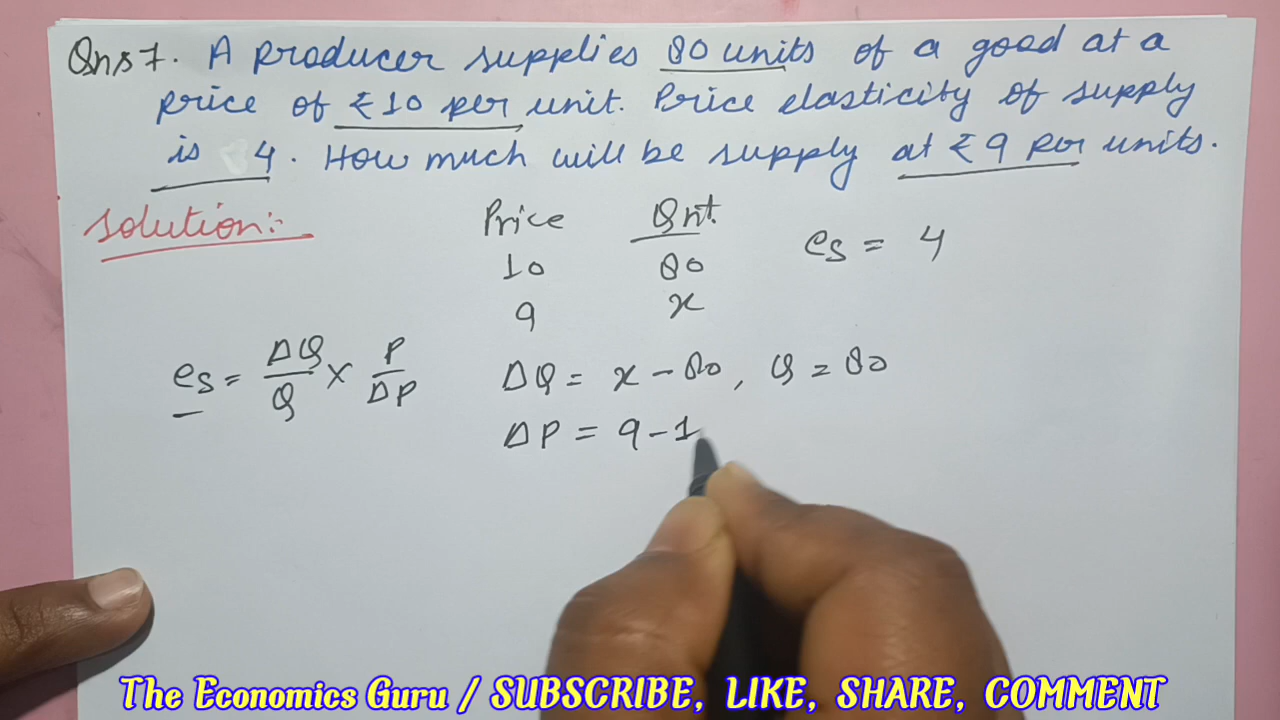 Qns 7. A producer supplies 80 units of a good at a
price of ₹10 per unit. Price elasticity of supply
is 4. How much will be supply at ₹9 per units.
Solution:-
Price Qnt.
10 80
9 x
es = 4
es = ΔQ/Q × P/ΔP
ΔQ = x - 80, Q = 80
ΔP = 9 - 1
The Economics Guru / SUBSCRIBE, LIKE, SHARE, COMMENT